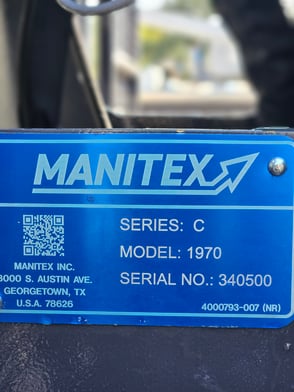 MANITEX
SERIES: C
MODEL: 1970
SERIAL NO.: 340500
MANITEX INC.
3000 S. AUSTIN AVE.
GEORGETOWN, TX
U.S.A. 78626
4000793-007 (NR)